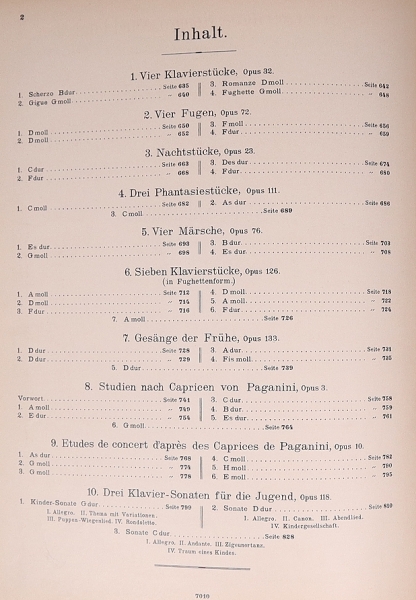 2
Inhalt.
1. Vier Klavierstücke, Opus 32.
1. Scherzo B dur Seite 635
2. Gigue G moll „ 640
3. Romanze D moll Seite 642
4. Fughette G moll „ 648
2. Vier Fugen, Opus 72.
1. D moll Seite 650
2. D moll „ 652
3. F moll Seite 656
4. F dur „ 659
3. Nachtstücke, Opus 23.
1. C dur Seite 663
2. F dur „ 668
3. Des dur Seite 674
4. F dur „ 680
4. Drei Phantasiestücke, Opus 111.
1. C moll Seite 682
2. As dur Seite 686
3. C moll Seite 689
5. Vier Märsche, Opus 76.
1. Es dur Seite 693
2. G moll „ 698
3. B dur Seite 703
4. Es dur „ 708
6. Sieben Klavierstücke, Opus 126.
(in Fughettenform.)
1. A moll Seite 712
2. D moll „ 714
3. F dur „ 716
4. D moll Seite 718
5. A moll „ 722
6. F dur „ 724
7. A moll Seite 726
7. Gesänge der Frühe, Opus 133.
1. D dur Seite 728
2. D dur „ 729
3. A dur Seite 731
4. Fis moll „ 735
5. D dur Seite 739
8. Studien nach Capricen von Paganini, Opus 3.
Vorwort Seite 741
1. A moll „ 749
2. E dur „ 754
3. C dur Seite 758
4. B dur „ 759
5. Es dur „ 761
6. G moll Seite 764
9. Etudes de concert d'après des Caprices de Paganini, Opus 10.
1. As dur Seite 768
2. G moll „ 774
3. G moll „ 778
4. C moll Seite 782
5. H moll „ 790
6. E moll „ 795
10. Drei Klavier-Sonaten für die Jugend, Opus 118.
1. Kinder-Sonate G dur Seite 799
I. Allegro. II. Thema mit Variationen.
III. Puppen-Wiegenlied. IV. Rondoletto.
2. Sonate D dur Seite 810
I. Allegro. II. Canon. III. Abendlied.
IV. Kindergesellschaft.
3. Sonate C dur Seite 828
I. Allegro. II. Andante. III. Zigeunertanz.
IV. Traum eines Kindes.
7010